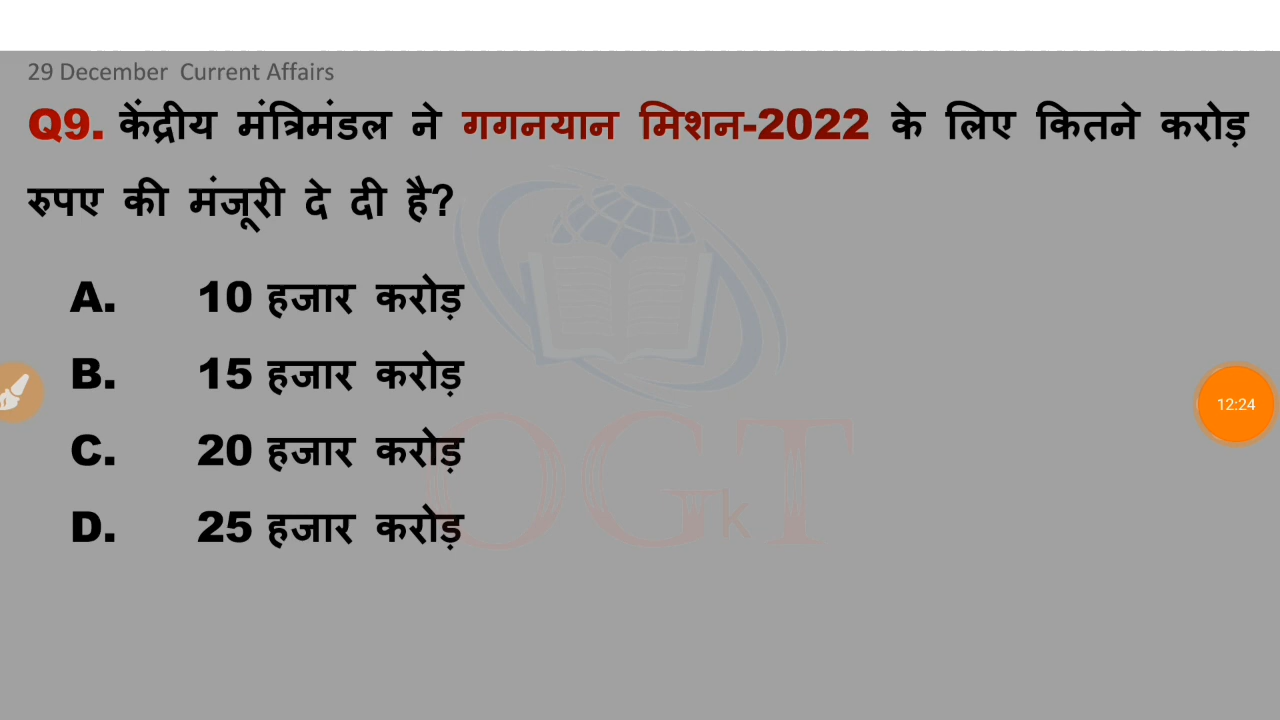 29 December Current Affairs
Q9. केंद्रीय मंत्रिमंडल ने गगनयान मिशन-2022 के लिए कितने करोड़
रुपए की मंजूरी दे दी है?
A. 10 हजार करोड़
B. 15 हजार करोड़
C. 20 हजार करोड़
D. 25 हजार करोड़
OGkT
12:24